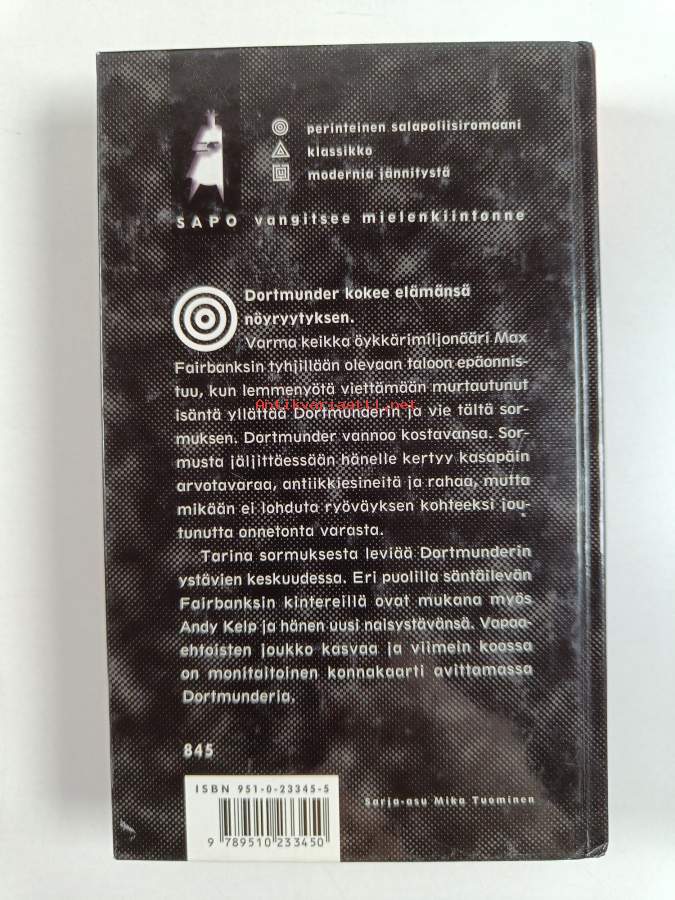 perinteinen salapoliisiromaani
klassikko
modernia jännitystä
SAPO vangitsee mielenkiintonne
Dortmunder kokee elämänsä
nöyryytyksen.
Varma keikka öykkärimiljonääri Max
Fairbanksin tyhjillään olevaan taloon epäonnis-
tuu, kun lemmenyötä viettämään murtautunut
isäntä yllättää Dortmunderin ja vie tältä sor-
muksen. Dortmunder vannoo kostavansa. Sor-
musta jäljittäessään hänelle kertyy kasapäin
arvotavaraa, antiikkiesineitä ja rahaa, mutta
mikään ei lohduta ryöväyksen kohteeksi jou-
tunutta onnetonta varasta.
Tarina sormuksesta leviää Dortmunderin
ystävien keskuudessa. Eri puolilla säntäilevän
Fairbanksin kintereillä ovat mukana myös
Andy Kelp ja hänen uusi naisystävänsä. Vapaa-
ehtoisten joukko kasvaa ja viimein koossa
on monitaitoinen konnakaarti avittamassa
Dortmunderia.
845
ISBN 951-0-23345-5
9 789510 233450
Sarja-asu Mika Tuominen
Antikvariaatti.net